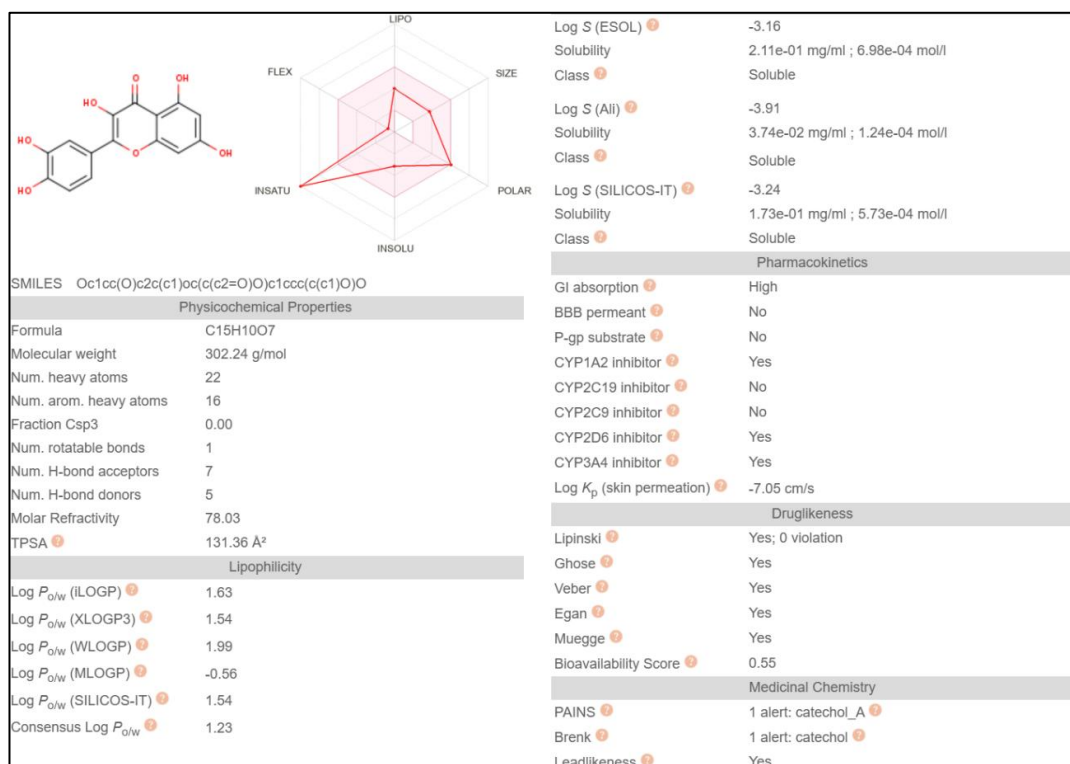 O
OH
HO
HO
O
OH
HO
LIPO
FLEX
SIZE
INSATU
POLAR
INSOLU
SMILES Oc1cc(O)c2c(c1)oc(c(c2=O)O)c1ccc(c(c1)O)O
Physicochemical Properties
Formula C15H10O7
Molecular weight 302.24 g/mol
Num. heavy atoms 22
Num. arom. heavy atoms 16
Fraction Csp3 0.00
Num. rotatable bonds 1
Num. H-bond acceptors 7
Num. H-bond donors 5
Molar Refractivity 78.03
TPSA ? 131.36 Å²
Lipophilicity
Log Po/w (iLOGP) ? 1.63
Log Po/w (XLOGP3) ? 1.54
Log Po/w (WLOGP) ? 1.99
Log Po/w (MLOGP) ? -0.56
Log Po/w (SILICOS-IT) ? 1.54
Consensus Log Po/w ? 1.23
Log S (ESOL) ? -3.16
Solubility 2.11e-01 mg/ml ; 6.98e-04 mol/l
Class ? Soluble
Log S (Ali) ? -3.91
Solubility 3.74e-02 mg/ml ; 1.24e-04 mol/l
Class ? Soluble
Log S (SILICOS-IT) ? -3.24
Solubility 1.73e-01 mg/ml ; 5.73e-04 mol/l
Class ? Soluble
Pharmacokinetics
GI absorption ? High
BBB permeant ? No
P-gp substrate ? No
CYP1A2 inhibitor ? Yes
CYP2C19 inhibitor ? No
CYP2C9 inhibitor ? No
CYP2D6 inhibitor ? Yes
CYP3A4 inhibitor ? Yes
Log Kp (skin permeation) ? -7.05 cm/s
Druglikeness
Lipinski ? Yes; 0 violation
Ghose ? Yes
Veber ? Yes
Egan ? Yes
Muegge ? Yes
Bioavailability Score ? 0.55
Medicinal Chemistry
PAINS ? 1 alert: catechol_A ?
Brenk ? 1 alert: catechol ?
Leadlikeness ? Yes